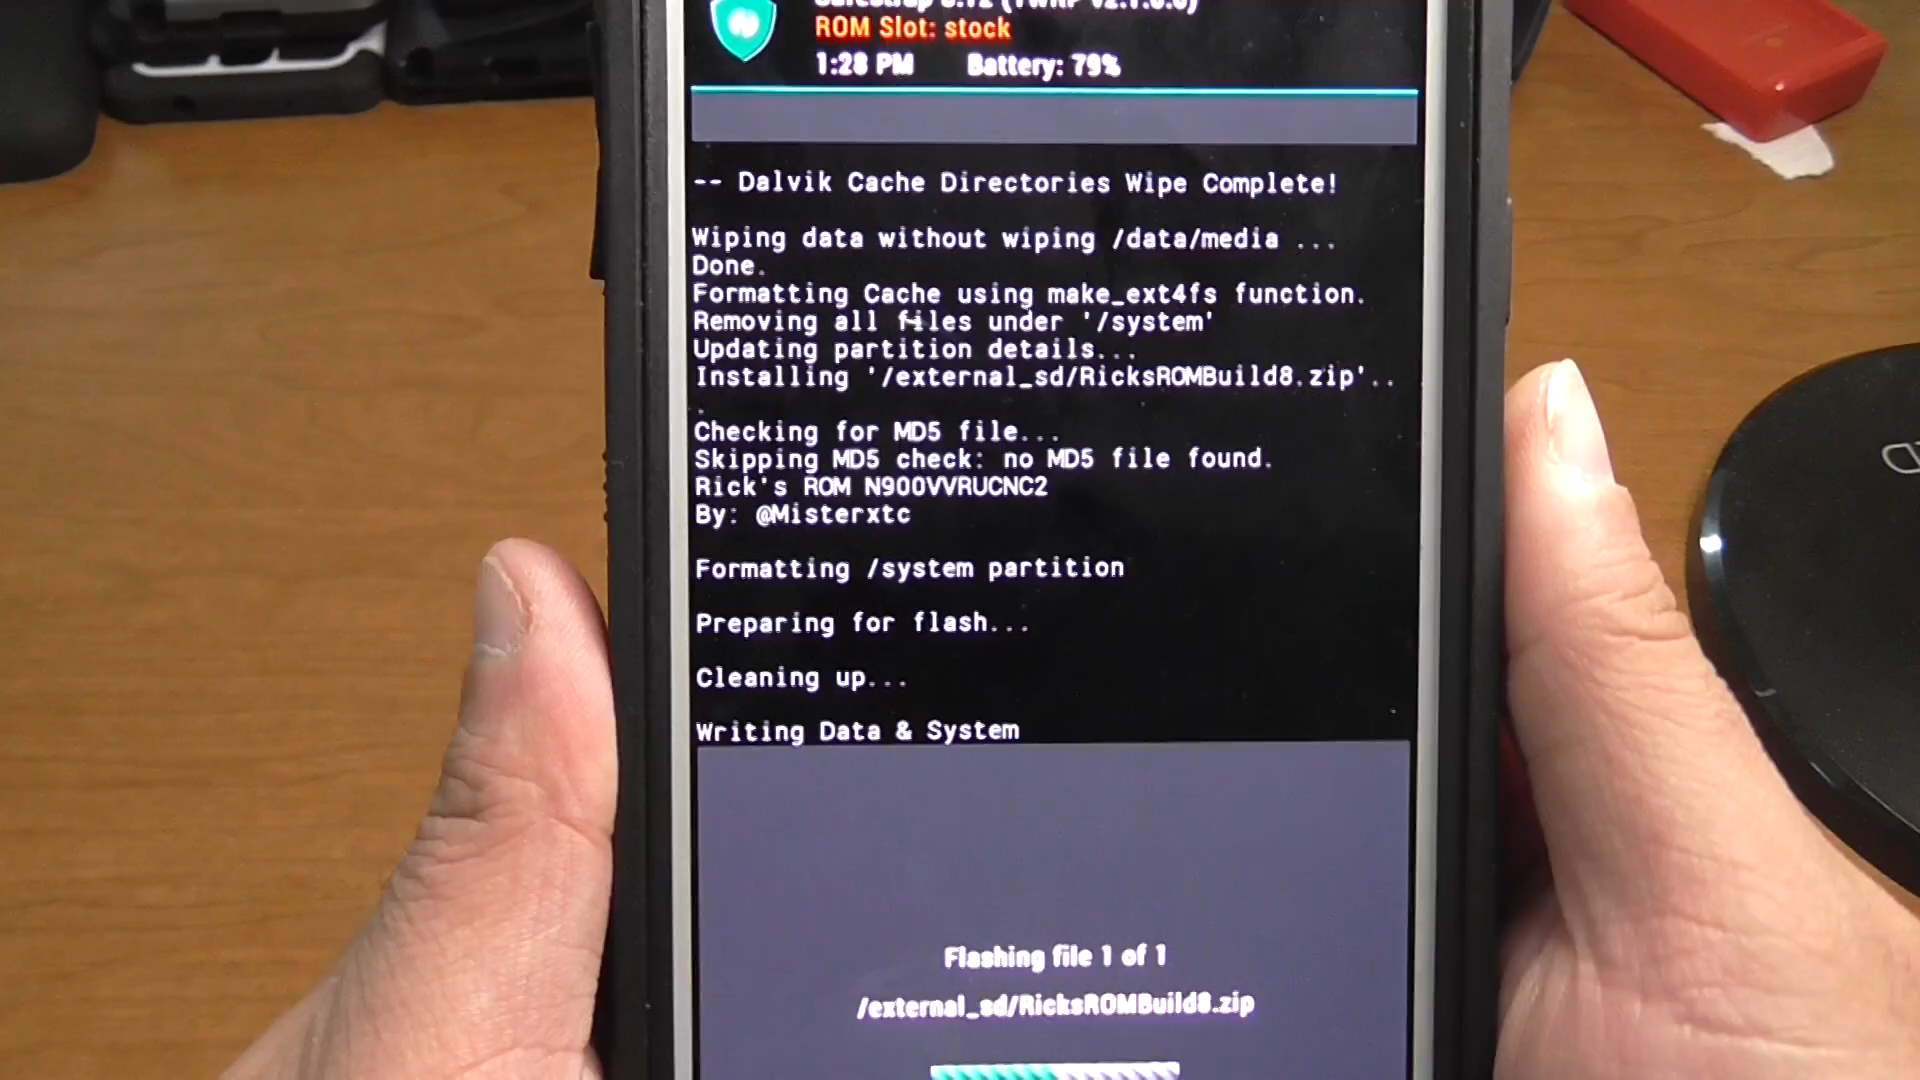 ROM Slot: stock
1:28 PM Battery: 79%
-- Dalvik Cache Directories Wipe Complete!
Wiping data without wiping /data/media ...
Done.
Formatting Cache using make_ext4fs function.
Removing all files under '/system'
Updating partition details...
Installing '/external_sd/RicksROMBuild8.zip'..
.
Checking for MD5 file...
Skipping MD5 check: no MD5 file found.
Rick's ROM N900VVRUCNC2
By: @Misterxtc
Formatting /system partition
Preparing for flash...
Cleaning up...
Writing Data & System
Flashing file 1 of 1
/external_sd/RicksROMBuild8.zip